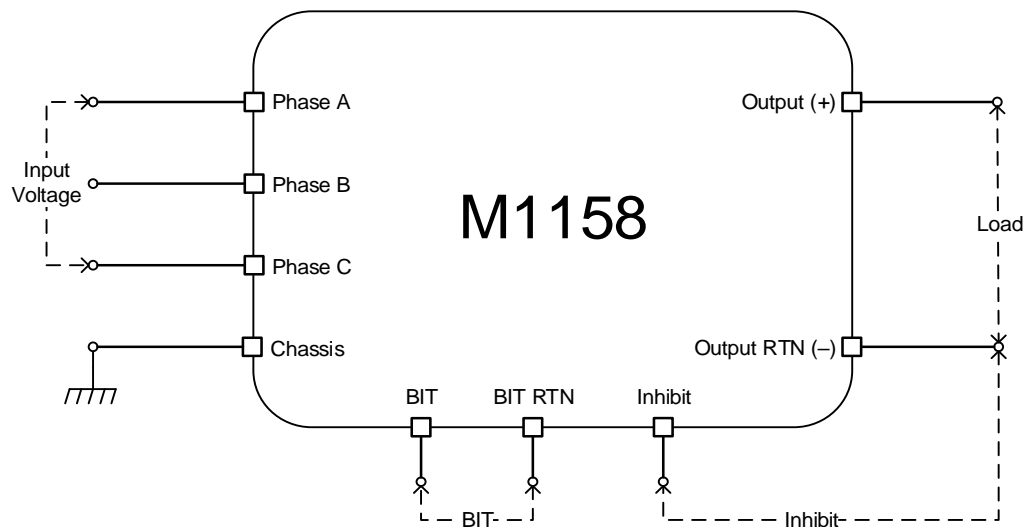 Phase A
Output (+)
Input
Voltage
Phase B
M1158
Load
Phase C
Chassis
Output RTN (–)
BIT
BIT RTN
Inhibit
BIT
Inhibit